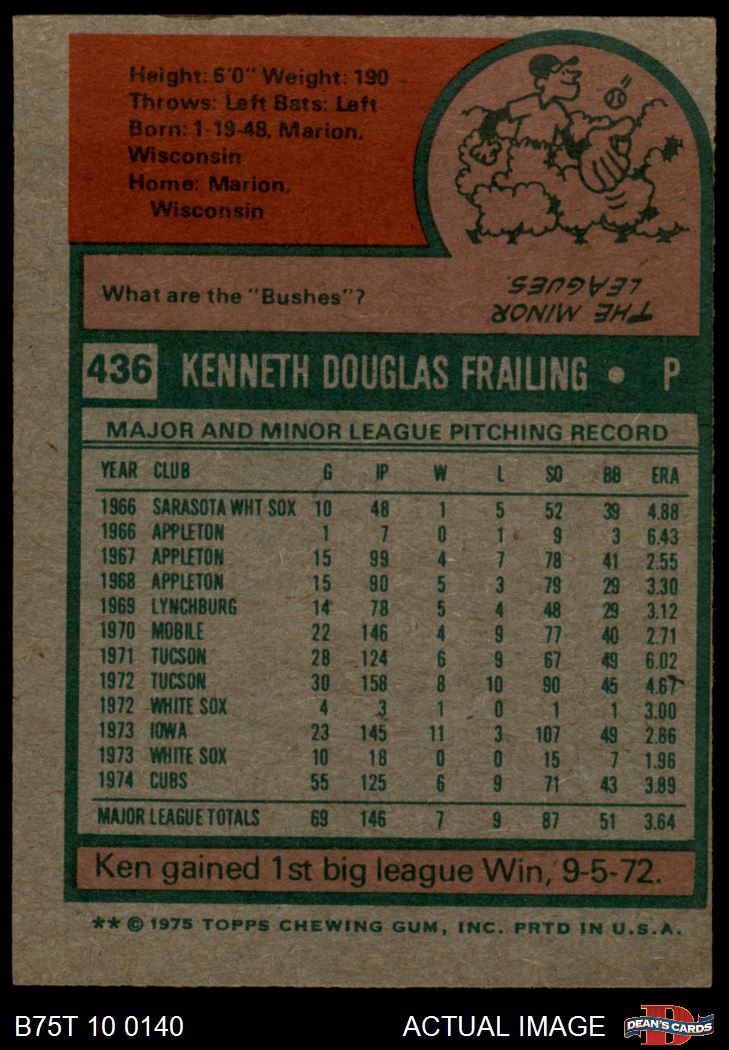 Height: 6'0" Weight: 190
Throws: Left Bats: Left
Born: 1-19-48, Marion,
Wisconsin
Home: Marion,
Wisconsin
What are the "Bushes"?
THE MINOR
LEAGUES.
436 KENNETH DOUGLAS FRAILING • P
MAJOR AND MINOR LEAGUE PITCHING RECORD
YEAR CLUB G IP W L SO BB ERA
1966 SARASOTA WHT SOX 10 48 1 5 52 39 4.88
1966 APPLETON 1 7 0 1 9 3 6.43
1967 APPLETON 15 99 4 7 78 41 2.55
1968 APPLETON 15 90 5 3 79 29 3.30
1969 LYNCHBURG 14 78 5 4 48 29 3.12
1970 MOBILE 22 146 4 9 77 40 2.71
1971 TUCSON 28 124 6 9 67 49 6.02
1972 TUCSON 30 158 8 10 90 45 4.67
1972 WHITE SOX 4 3 1 0 1 1 3.00
1973 IOWA 23 145 11 3 107 49 2.86
1973 WHITE SOX 10 18 0 0 15 7 1.96
1974 CUBS 55 125 6 9 71 43 3.89
MAJOR LEAGUE TOTALS 69 146 7 9 87 51 3.64
Ken gained 1st big league Win, 9-5-72.
** © 1975 TOPPS CHEWING GUM, INC. PRTD IN U.S.A.
B75T 10 0140 ACTUAL IMAGE DEAN'S CARDS